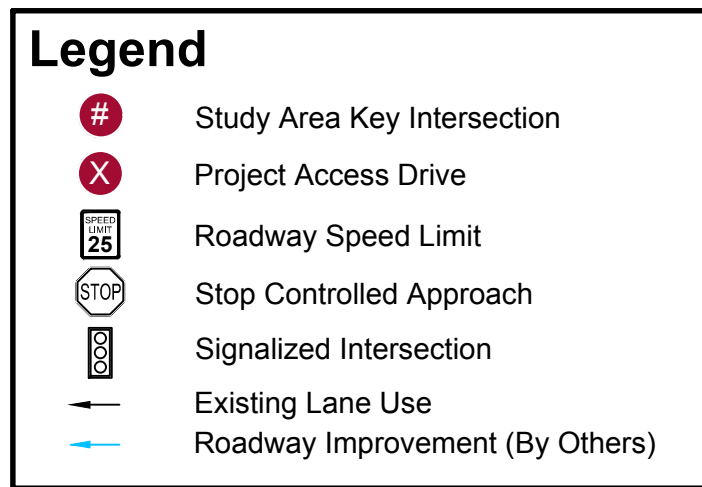 Legend
# Study Area Key Intersection
X Project Access Drive
SPEED
LIMIT
25 Roadway Speed Limit
STOP Stop Controlled Approach
Signalized Intersection
Existing Lane Use
Roadway Improvement (By Others)